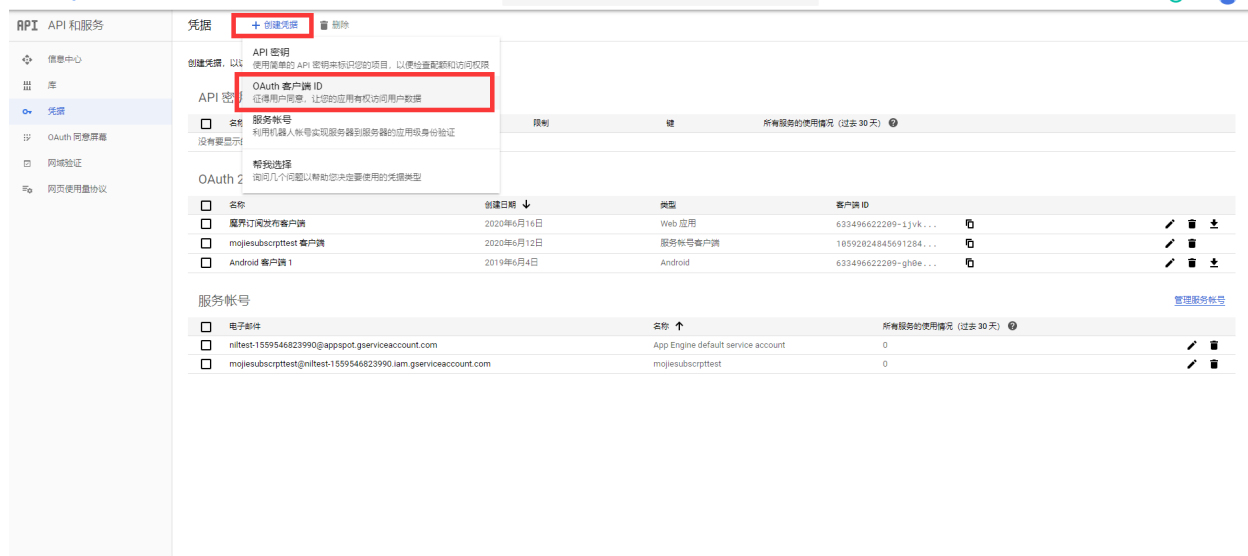 API API 和服务
凭据 + 创建凭据 删除
信息中心
库
凭据
OAuth 同意屏幕
网域验证
网页使用量协议
创建凭据，以
API 密钥
使用简单的 API 密钥来标识您的项目，以便检查配额和访问权限
OAuth 客户端 ID
征得用户同意，让您的应用有权访问用户数据
服务帐号
利用机器人帐号实现服务器到服务器的应用级身份验证
帮我选择
询问几个问题以帮助您决定要使用的凭据类型
API 密
限制 键 所有服务的使用情况（过去 30 天）
没有要显示
OAuth 2
名称 创建日期 类型 客户端 ID
魔界订阅发布客户端 2020年6月16日 Web 应用 633496622209-ijvk...
mojiesubscrpttest 客户端 2020年6月12日 服务帐号客户端 10592024845691284...
Android 客户端 1 2019年6月4日 Android 633496622209-gh0e...
服务帐号 管理服务帐号
电子邮件 名称 所有服务的使用情况（过去 30 天）
niltest-1559546823990@appspot.gserviceaccount.com App Engine default service account 0
mojiesubscrpttest@niltest-1559546823990.iam.gserviceaccount.com mojiesubscrpttest 0